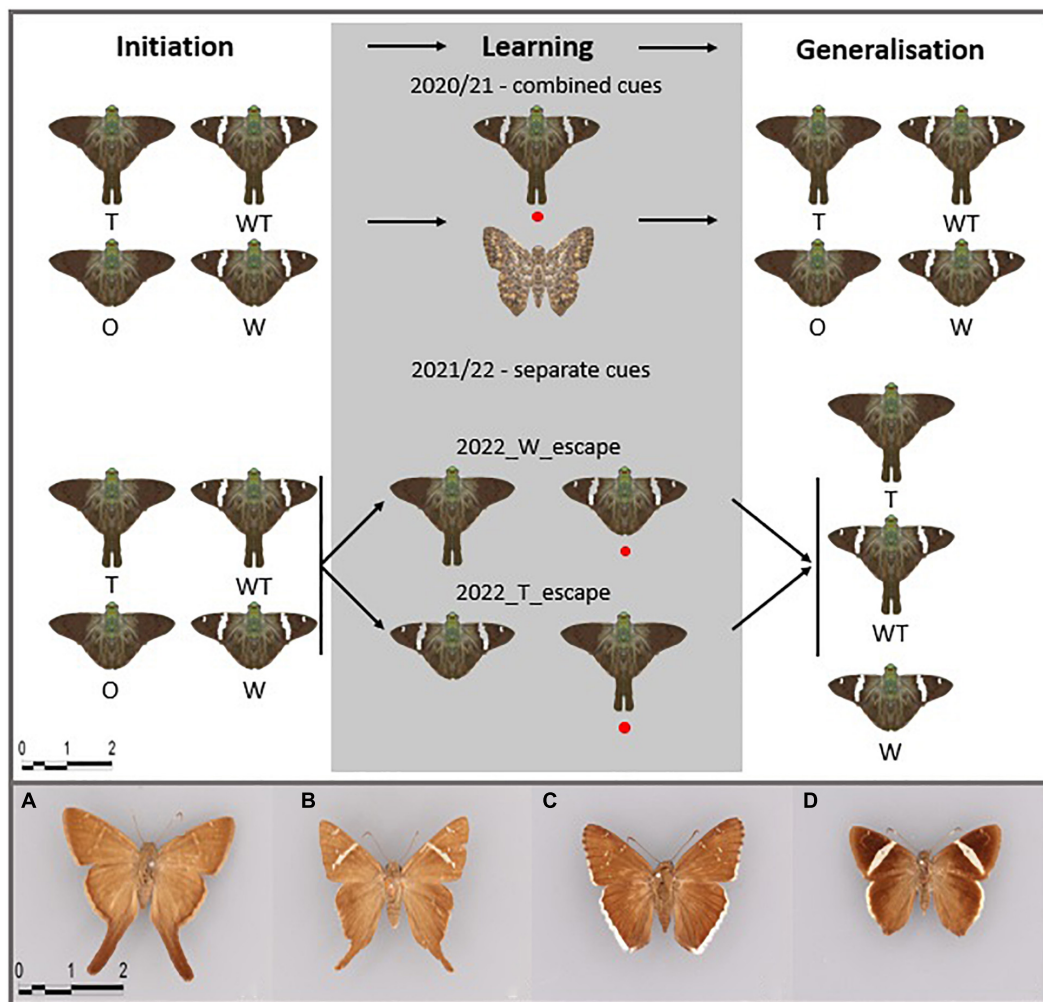 Initiation
Learning
Generalisation
2020/21 - combined cues
T
WT
T
WT
O
W
O
W
2021/22 - separate cues
2022_W_escape
T
T
WT
2022_T_escape
WT
O
W
W
0
1
2
A
B
C
D
0
1
2